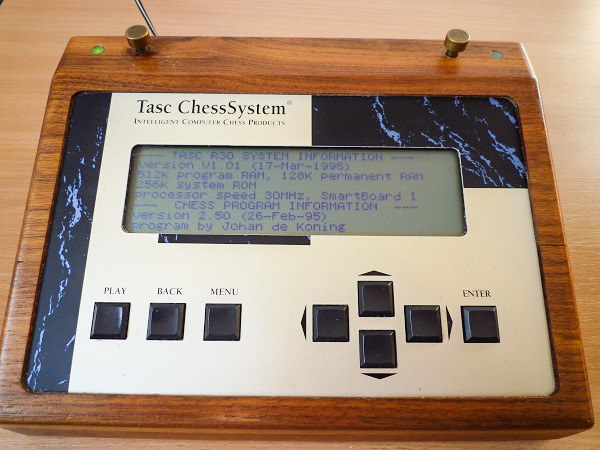 Tasc ChessSystem®
INTELLIGENT COMPUTER CHESS PRODUCTS
--- TASC R30 SYSTEM INFORMATION ---
version V1.01 (17-Mar-1995)
512K program RAM, 128K permanent RAM
256K system ROM
processor speed 30MHz, SmartBoard I
--- CHESS PROGRAM INFORMATION ---
version 2.50 (26-Feb-95)
program by Johan de Koning
PLAY BACK MENU ENTER